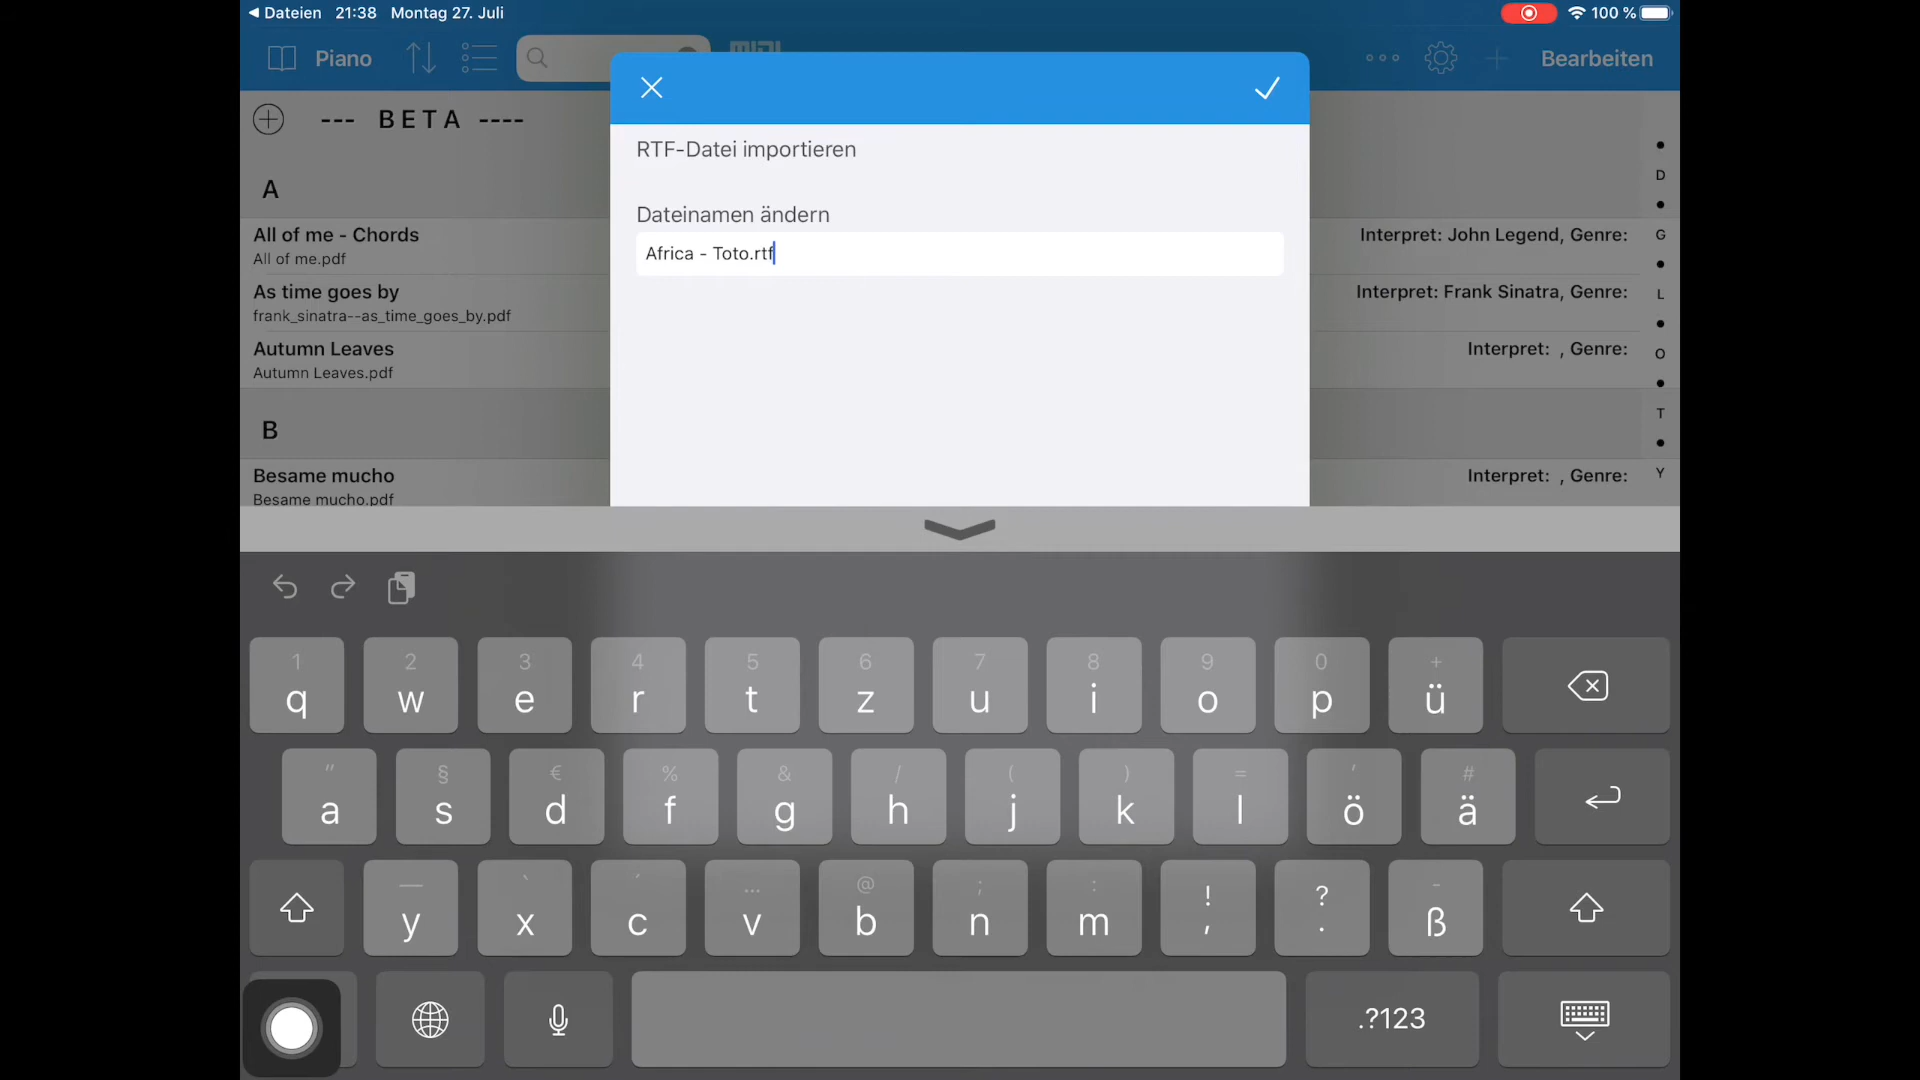 ◀ Dateien 21:38 Montag 27. Juli 100 %
Piano Bearbeiten
--- B E T A ----
RTF-Datei importieren
Dateinamen ändern
Africa - Toto.rtf
A
All of me - Chords
All of me.pdf
Interpret: John Legend, Genre:
As time goes by
frank_sinatra--as_time_goes_by.pdf
Interpret: Frank Sinatra, Genre:
Autumn Leaves
Autumn Leaves.pdf
Interpret: , Genre:
B
Besame mucho
Besame mucho.pdf
Interpret: , Genre:
D
G
L
O
T
Y
1 2 3 4 5 6 7 8 9 0 +
q w e r t z u i o p ü
" § € % & / ( ) = ' #
a s d f g h j k l ö ä
— ` ´ ... @ ; : ! ? -
y x c v b n m , . ß
.?123